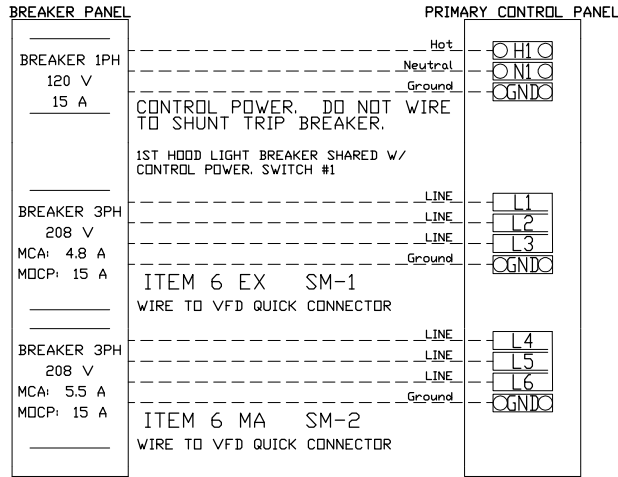 BREAKER PANEL
PRIMARY CONTROL PANEL
BREAKER 1PH
120 V
15 A
Hot
H1
Neutral
N1
Ground
GND
CONTROL POWER. DO NOT WIRE
TO SHUNT TRIP BREAKER.
1ST HOOD LIGHT BREAKER SHARED W/
CONTROL POWER. SWITCH #1
BREAKER 3PH
208 V
MCA: 4.8 A
MOCP: 15 A
LINE
L1
LINE
L2
LINE
L3
Ground
GND
ITEM 6 EX SM-1
WIRE TO VFD QUICK CONNECTOR
BREAKER 3PH
208 V
MCA: 5.5 A
MOCP: 15 A
LINE
L4
LINE
L5
LINE
L6
Ground
GND
ITEM 6 MA SM-2
WIRE TO VFD QUICK CONNECTOR